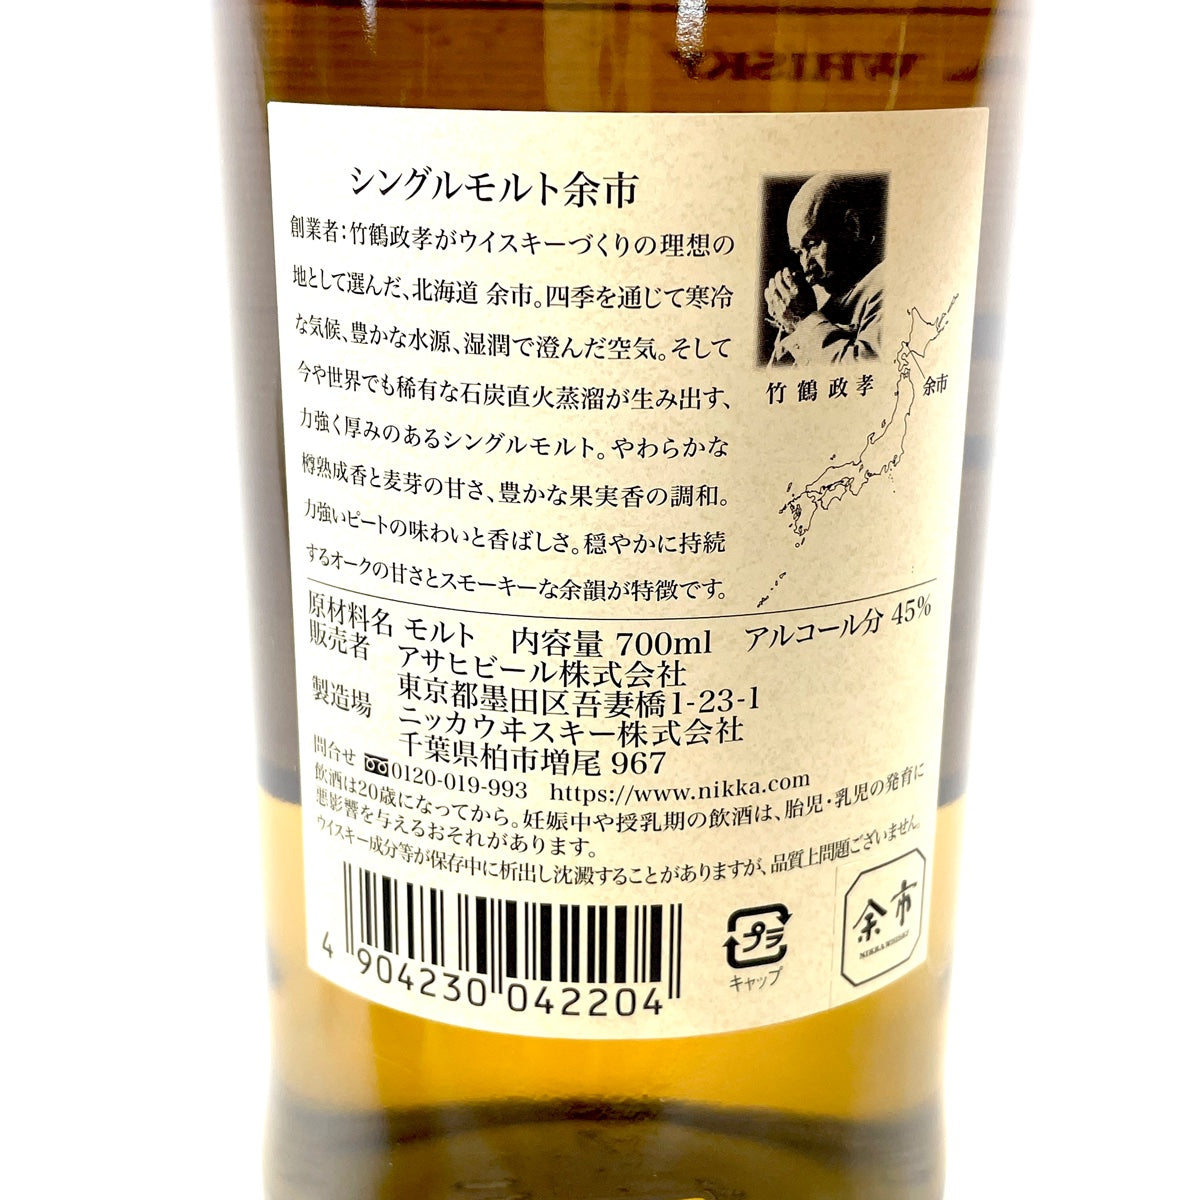 WHISKY
シングルモルト余市
創業者：竹鶴政孝がウイスキーづくりの理想の
地として選んだ、北海道 余市。四季を通じて寒冷
な気候、豊かな水源、湿潤で澄んだ空気。そして
今や世界でも稀有な石炭直火蒸溜が生み出す、
力強く厚みのあるシングルモルト。やわらかな
樽熟成香と麦芽の甘さ、豊かな果実香の調和。
力強いピートの味わいと香ばしさ。穏やかに持続
するオークの甘さとスモーキーな余韻が特徴です。
竹鶴政孝
余市
原材料名 モルト 内容量 700ml アルコール分 45%
販売者 アサヒビール株式会社
東京都墨田区吾妻橋1-23-1
製造場 ニッカウヰスキー株式会社
千葉県柏市増尾 967
問合せ 0120-019-993 https://www.nikka.com
飲酒は20歳になってから。妊娠中や授乳期の飲酒は、胎児・乳児の発育に
悪影響を与えるおそれがあります。
ウイスキー成分等が保存中に析出し沈澱することがありますが、品質上問題ございません。
4 904230 042204
プラ
キャップ
余市
NIKKA WHISKY